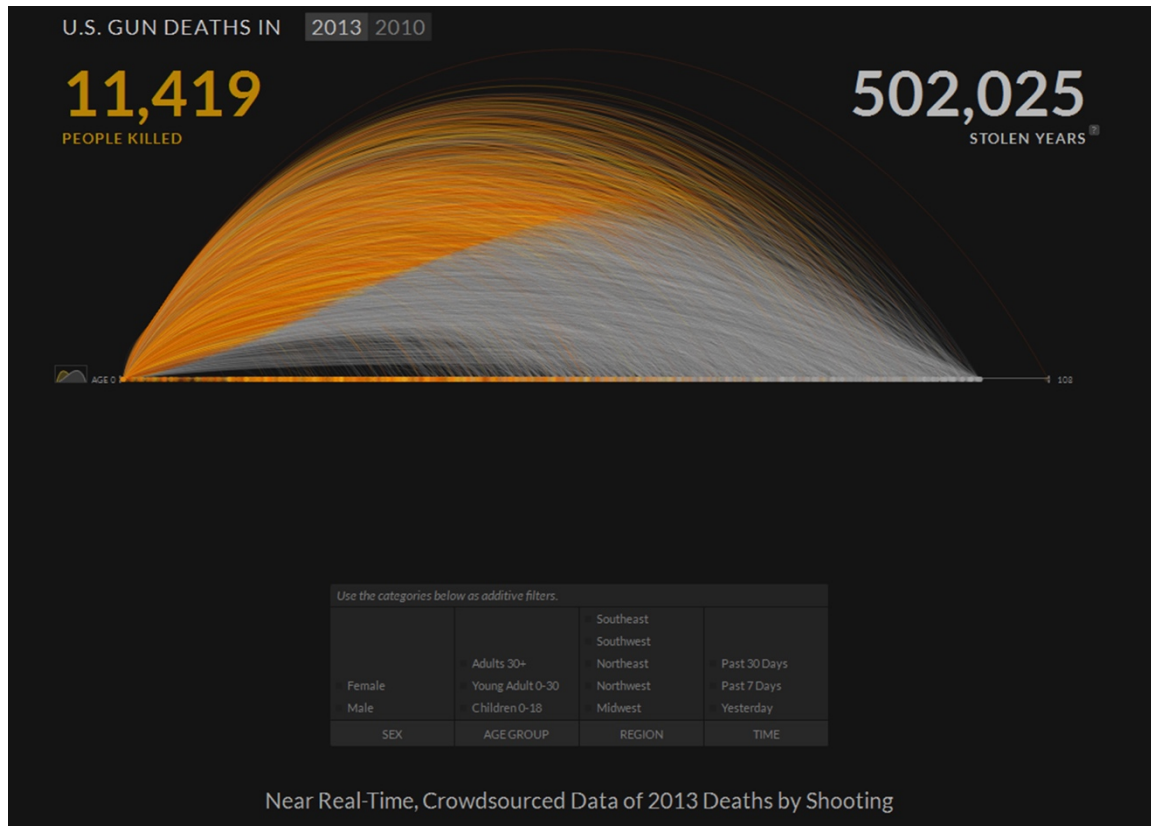 U.S. GUN DEATHS IN 2013 2010
11,419
PEOPLE KILLED
502,025
STOLEN YEARS ?
AGE 0
108
Use the categories below as additive filters.
Female
Male
SEX
Adults 30+
Young Adult 0-30
Children 0-18
AGE GROUP
Southeast
Southwest
Northeast
Northwest
Midwest
REGION
Past 30 Days
Past 7 Days
Yesterday
TIME
Near Real-Time, Crowdsourced Data of 2013 Deaths by Shooting